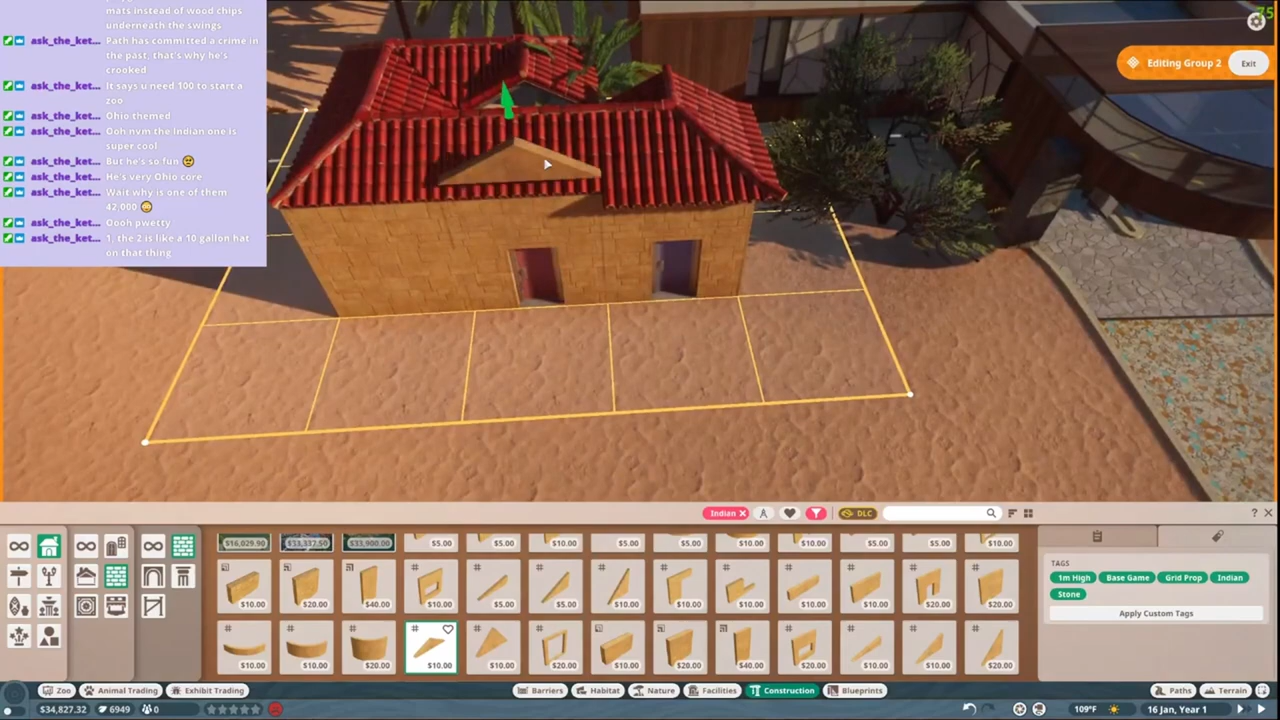 mats instead of wood chips
underneath the swings
ask_the_ket... Path has committed a crime in
the past, that's why he's
crooked
ask_the_ket... It says u need 100 to start a
zoo
ask_the_ket... Ohio themed
ask_the_ket... Ooh nvm the Indian one is
super cool
ask_the_ket... But he's so fun
ask_the_ket... He's very Ohio core
ask_the_ket... Wait why is one of them
42,000
ask_the_ket... Oooh pwetty
ask_the_ket... 1, the 2 is like a 10 gallon hat
on that thing
75
Editing Group 2 Exit
Indian DLC
$16,029.90 $33,337.50 $33,900.00 $5.00 $5.00 $10.00 $5.00 $5.00 $10.00 $5.00 $5.00 $5.00 $10.00
$10.00 $20.00 $40.00 $10.00 $5.00 $5.00 $10.00 $10.00 $10.00 $10.00 $10.00 $20.00 $20.00
$10.00 $10.00 $20.00 $10.00 $10.00 $20.00 $10.00 $20.00 $40.00 $20.00 $10.00 $10.00 $20.00
TAGS
1m High Base Game Grid Prop Indian
Stone
Apply Custom Tags
Zoo Animal Trading Exhibit Trading Barriers Habitat Nature Facilities Construction Blueprints Paths Terrain
$34,827.32 6949 0 109°F 16 Jan, Year 1